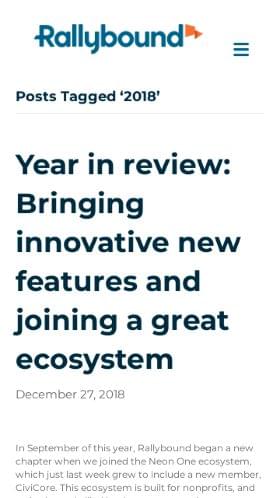 Rallybound
Posts Tagged ‘2018’
Year in review:
Bringing
innovative new
features and
joining a great
ecosystem
December 27, 2018
In September of this year, Rallybound began a new
chapter when we joined the Neon One ecosystem,
which just last week grew to include a new member,
CiviCore. This ecosystem is built for nonprofits, and